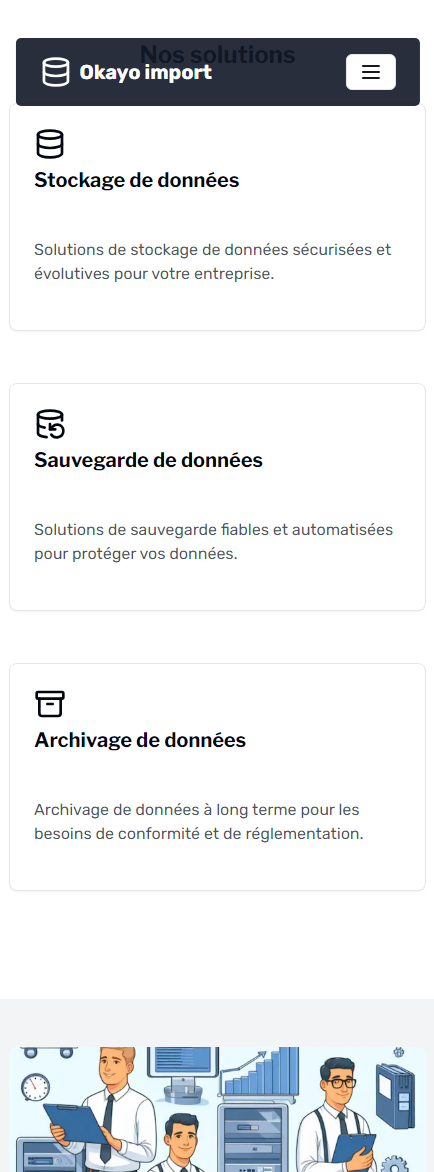 Nos solutions
Okayo import
Stockage de données
Solutions de stockage de données sécurisées et
évolutives pour votre entreprise.
Sauvegarde de données
Solutions de sauvegarde fiables et automatisées
pour protéger vos données.
Archivage de données
Archivage de données à long terme pour les
besoins de conformité et de réglementation.